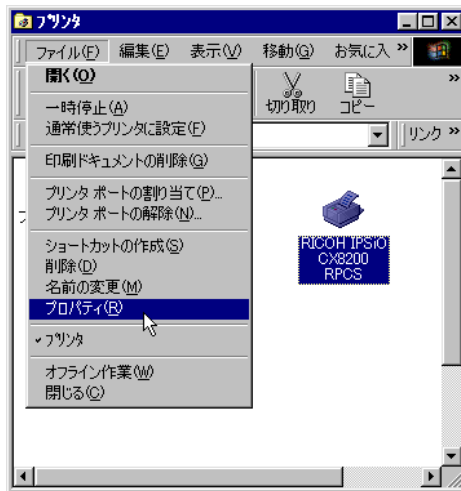 プリンタ
ファイル(F) 編集(E) 表示(V) 移動(G) お気に入 »
開く(O)
切り取り コピー »
一時停止(A)
通常使うプリンタに設定(F)
リンク »
印刷ドキュメントの削除(G)
プリンタ ポートの割り当て(P)...
プリンタ ポートの解除(N)...
ショートカットの作成(S)
削除(D)
名前の変更(M)
プロパティ(R)
プリンタ
オフライン作業(W)
閉じる(C)
RICOH IPSiO
CX8200
RPCS